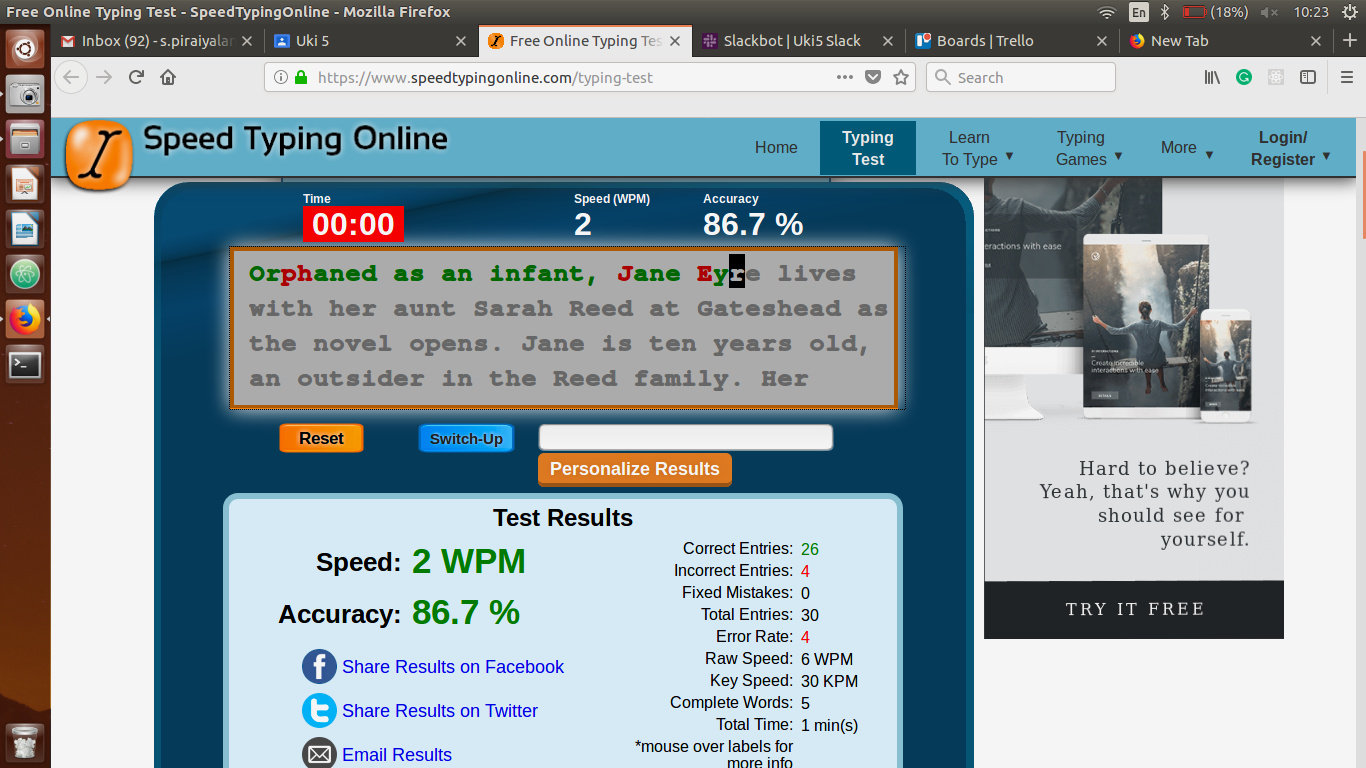 Free Online Typing Test - SpeedTypingOnline - Mozilla Firefox
En
(18%)
10:23
Inbox (92) - s.piraiyalar
Uki 5
Free Online Typing Tes
Slackbot | Uki5 Slack
Boards | Trello
New Tab
https://www.speedtypingonline.com/typing-test
Search
Speed Typing Online
Home
Typing
Test
Learn
To Type ▼
Typing
Games ▼
More ▼
Login/
Register ▼
Time
00:00
Speed (WPM)
2
Accuracy
86.7 %
Orphaned as an infant, Jane Eyre lives
with her aunt Sarah Reed at Gateshead as
the novel opens. Jane is ten years old,
an outsider in the Reed family. Her
Reset
Switch-Up
Personalize Results
Test Results
Speed: 2 WPM
Accuracy: 86.7 %
Share Results on Facebook
Share Results on Twitter
Email Results
Correct Entries: 26
Incorrect Entries: 4
Fixed Mistakes: 0
Total Entries: 30
Error Rate: 4
Raw Speed: 6 WPM
Key Speed: 30 KPM
Complete Words: 5
Total Time: 1 min(s)
*mouse over labels for
more info
interactions with ease
Create incredible
interactions with ease
Hard to believe?
Yeah, that's why you
should see for
yourself.
TRY IT FREE